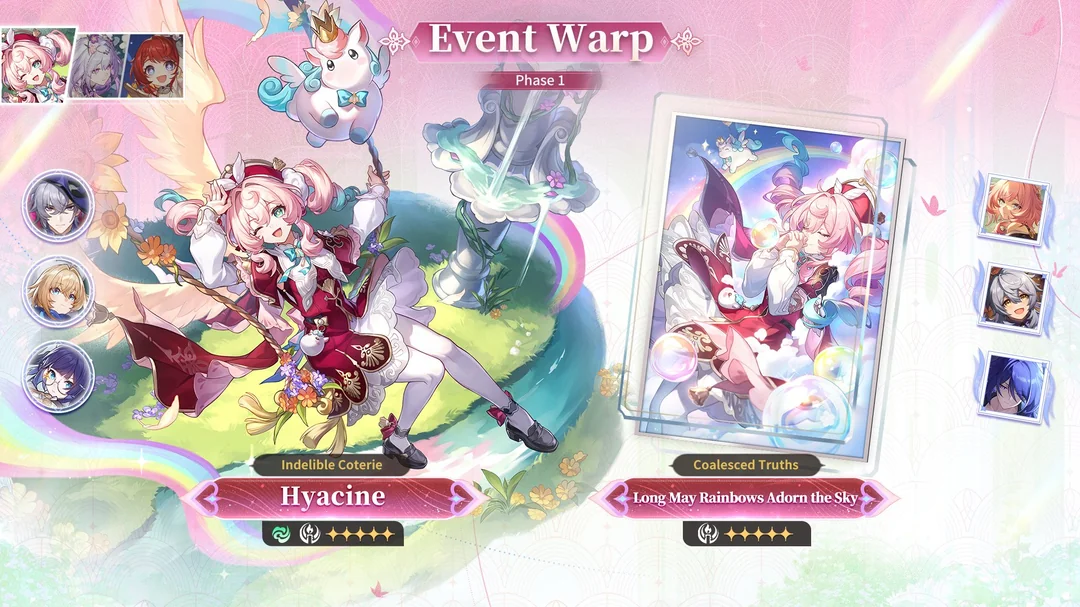 Event Warp
Phase 1
Indelible Coterie
Hyacine
Coalesced Truths
Long May Rainbows Adorn the Sky